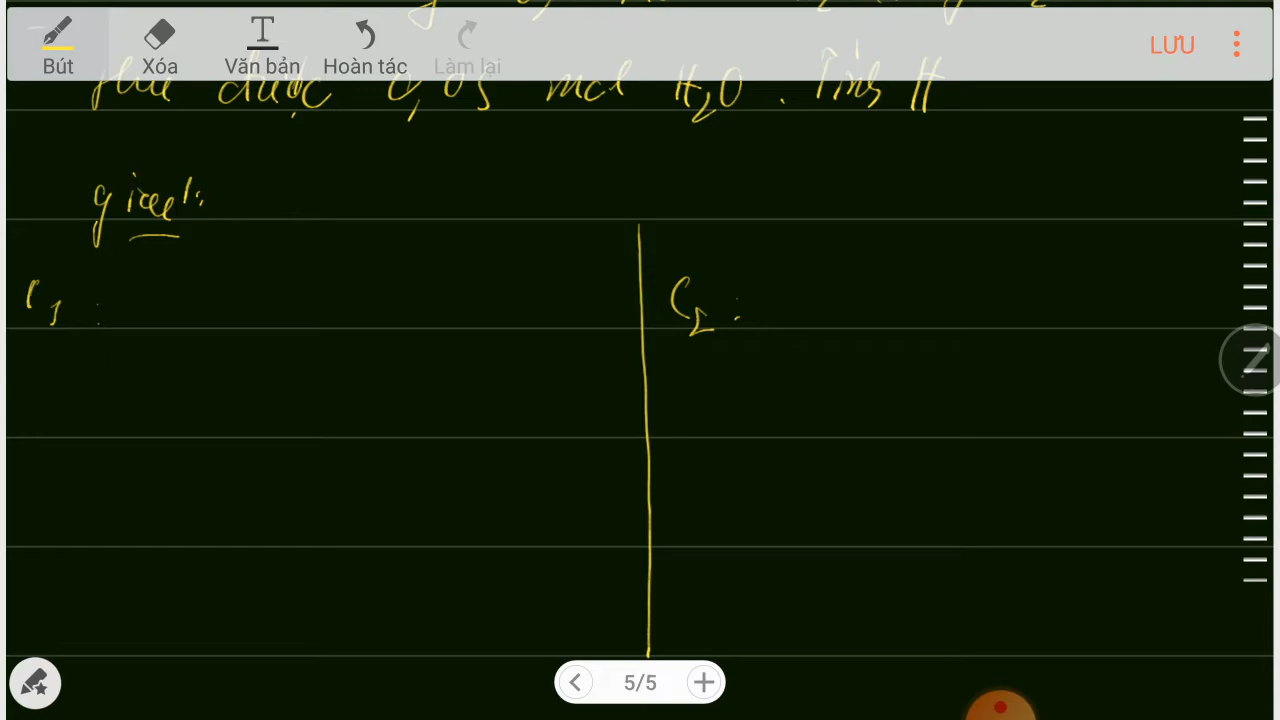 Bút
Xóa
Văn bản
Hoàn tác
Làm lại
LƯU
thu được 0,05 mol H₂O. Tính H
giải:
C₁ :
C₂ :
5/5